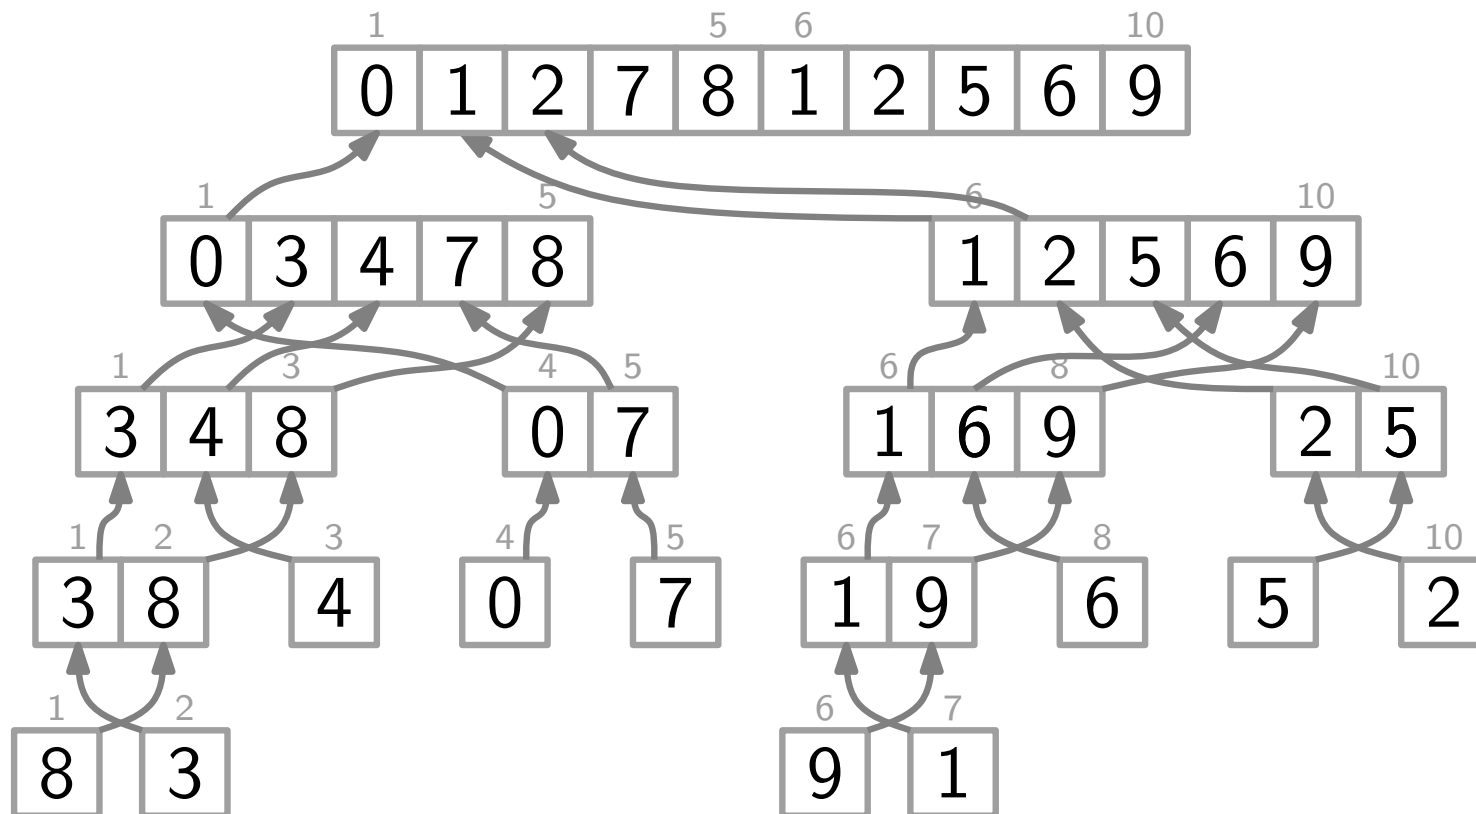 1 5 6 10
0 1 2 7 8 1 2 5 6 9
1 5 6 10
0 3 4 7 8 1 2 5 6 9
1 3 4 5 6 8 10
3 4 8 0 7 1 6 9 2 5
1 2 3 4 5 6 7 8 10
3 8 4 0 7 1 9 6 5 2
1 2 6 7
8 3 9 1